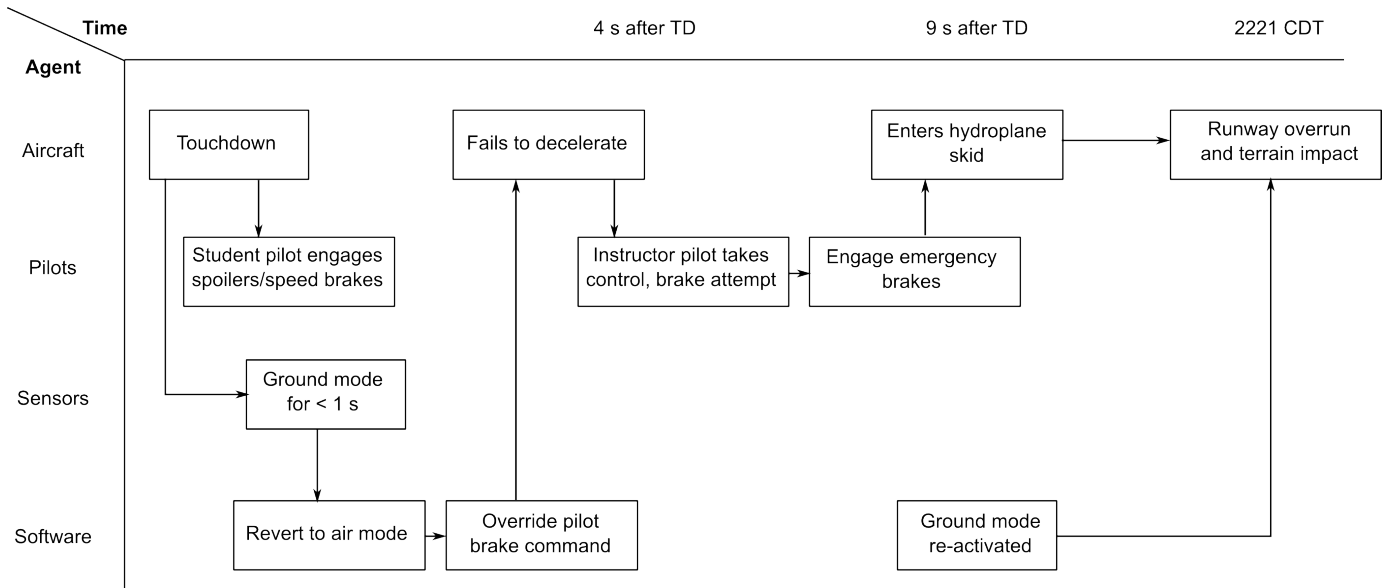 Time
4 s after TD
9 s after TD
2221 CDT
Agent
Aircraft
Touchdown
Fails to decelerate
Enters hydroplane
skid
Runway overrun
and terrain impact
Pilots
Student pilot engages
spoilers/speed brakes
Instructor pilot takes
control, brake attempt
Engage emergency
brakes
Sensors
Ground mode
for < 1 s
Software
Revert to air mode
Override pilot
brake command
Ground mode
re-activated